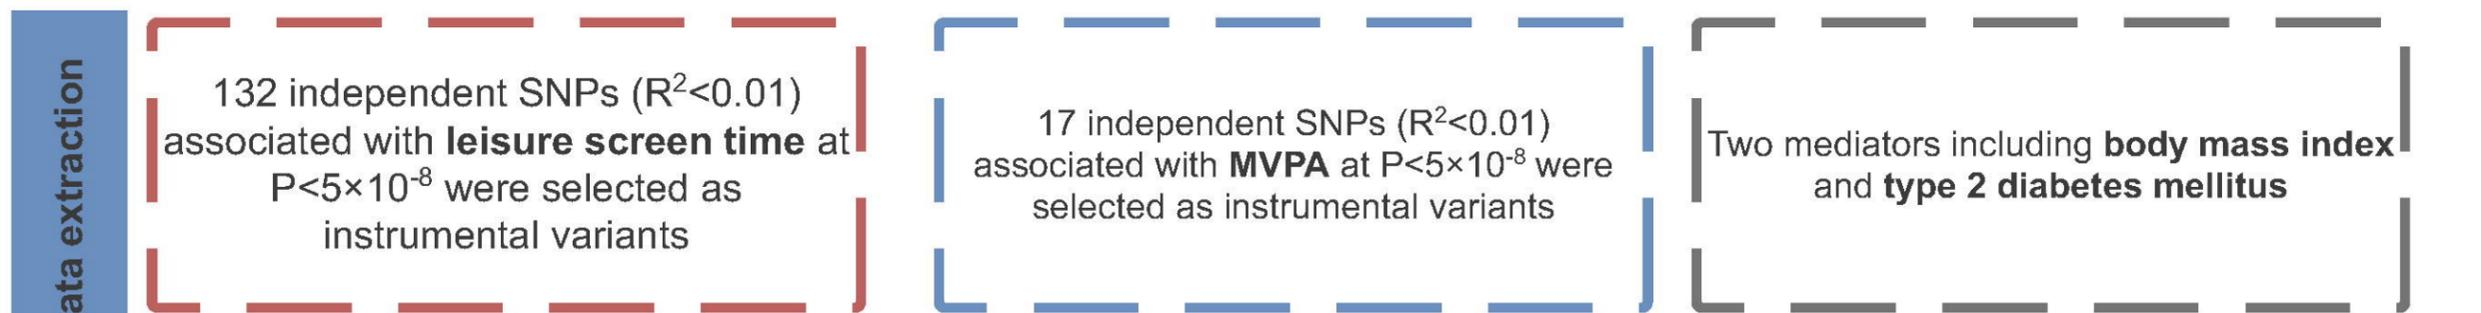 ata extraction
132 independent SNPs (R²<0.01)
associated with leisure screen time at
P<5×10⁻⁸ were selected as
instrumental variants
17 independent SNPs (R²<0.01)
associated with MVPA at P<5×10⁻⁸ were
selected as instrumental variants
Two mediators including body mass index
and type 2 diabetes mellitus